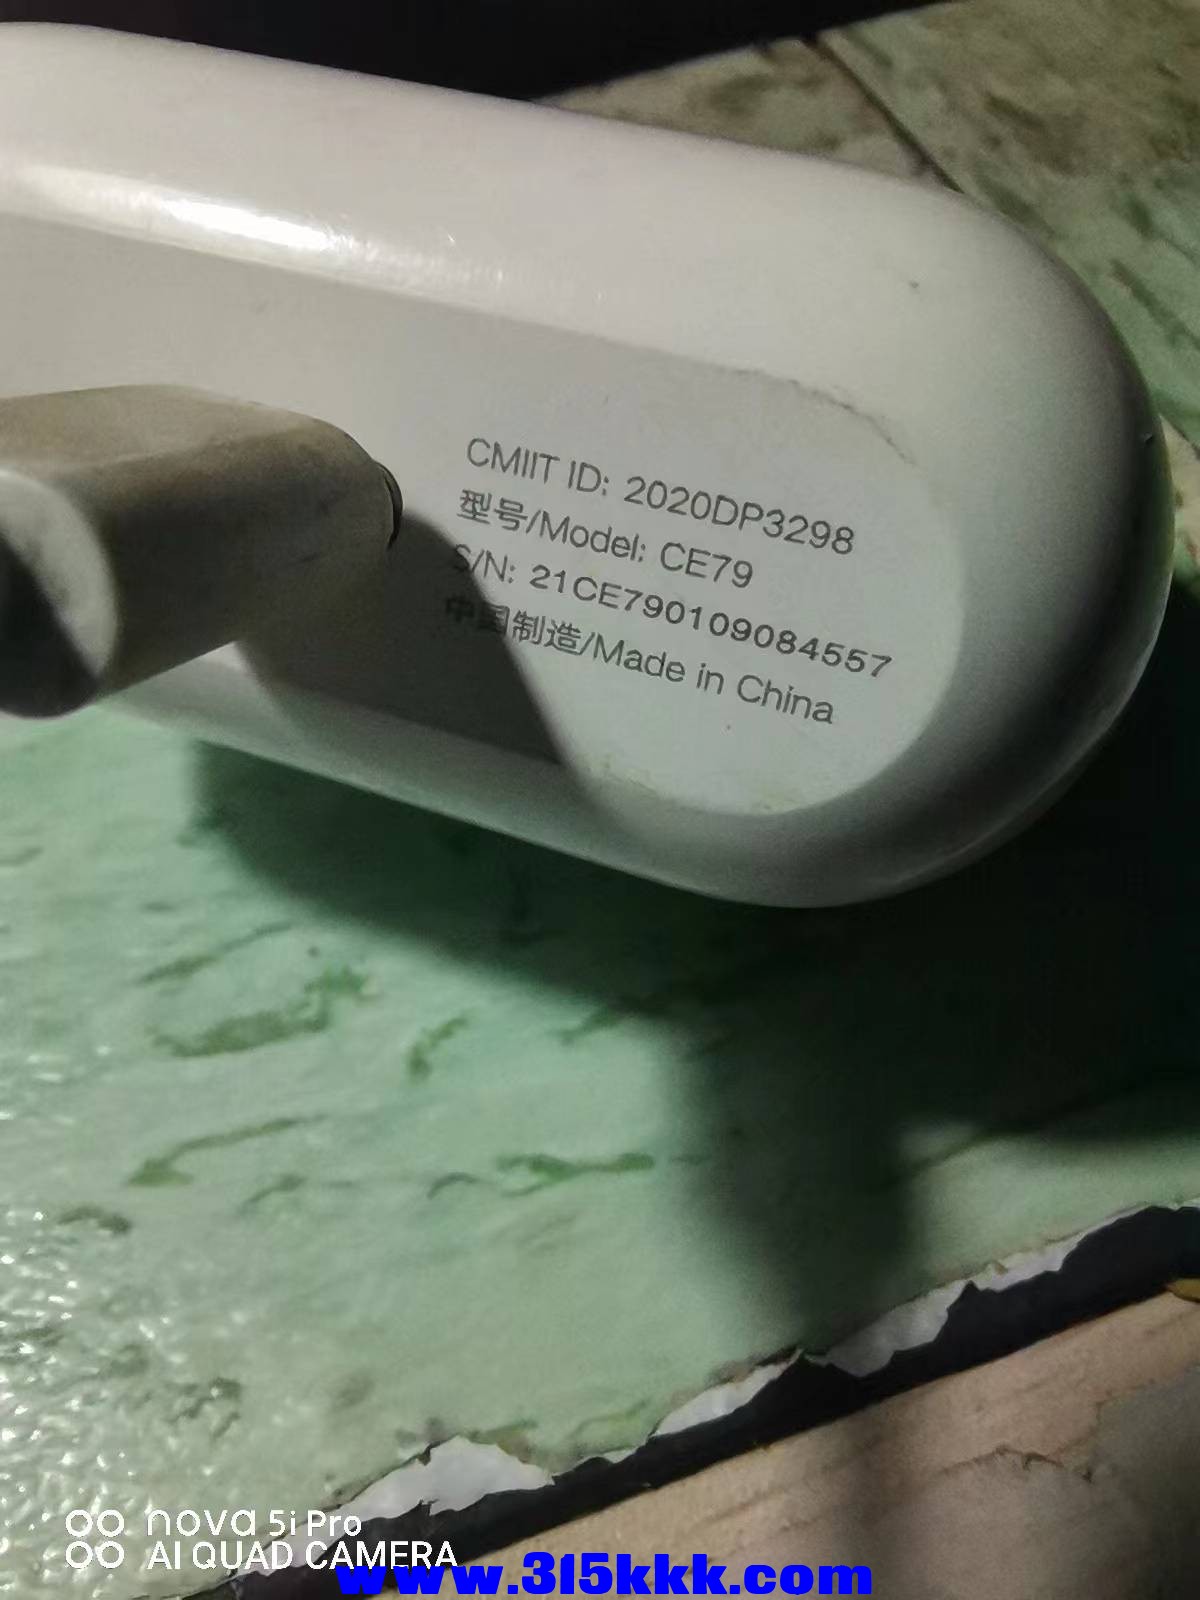 CMIIT ID: 2020DP3298
型号/Model: CE79
S/N: 21CE790109084557
中国制造/Made in China
nova 5i Pro
AI QUAD CAMERA
www.315kkk.com